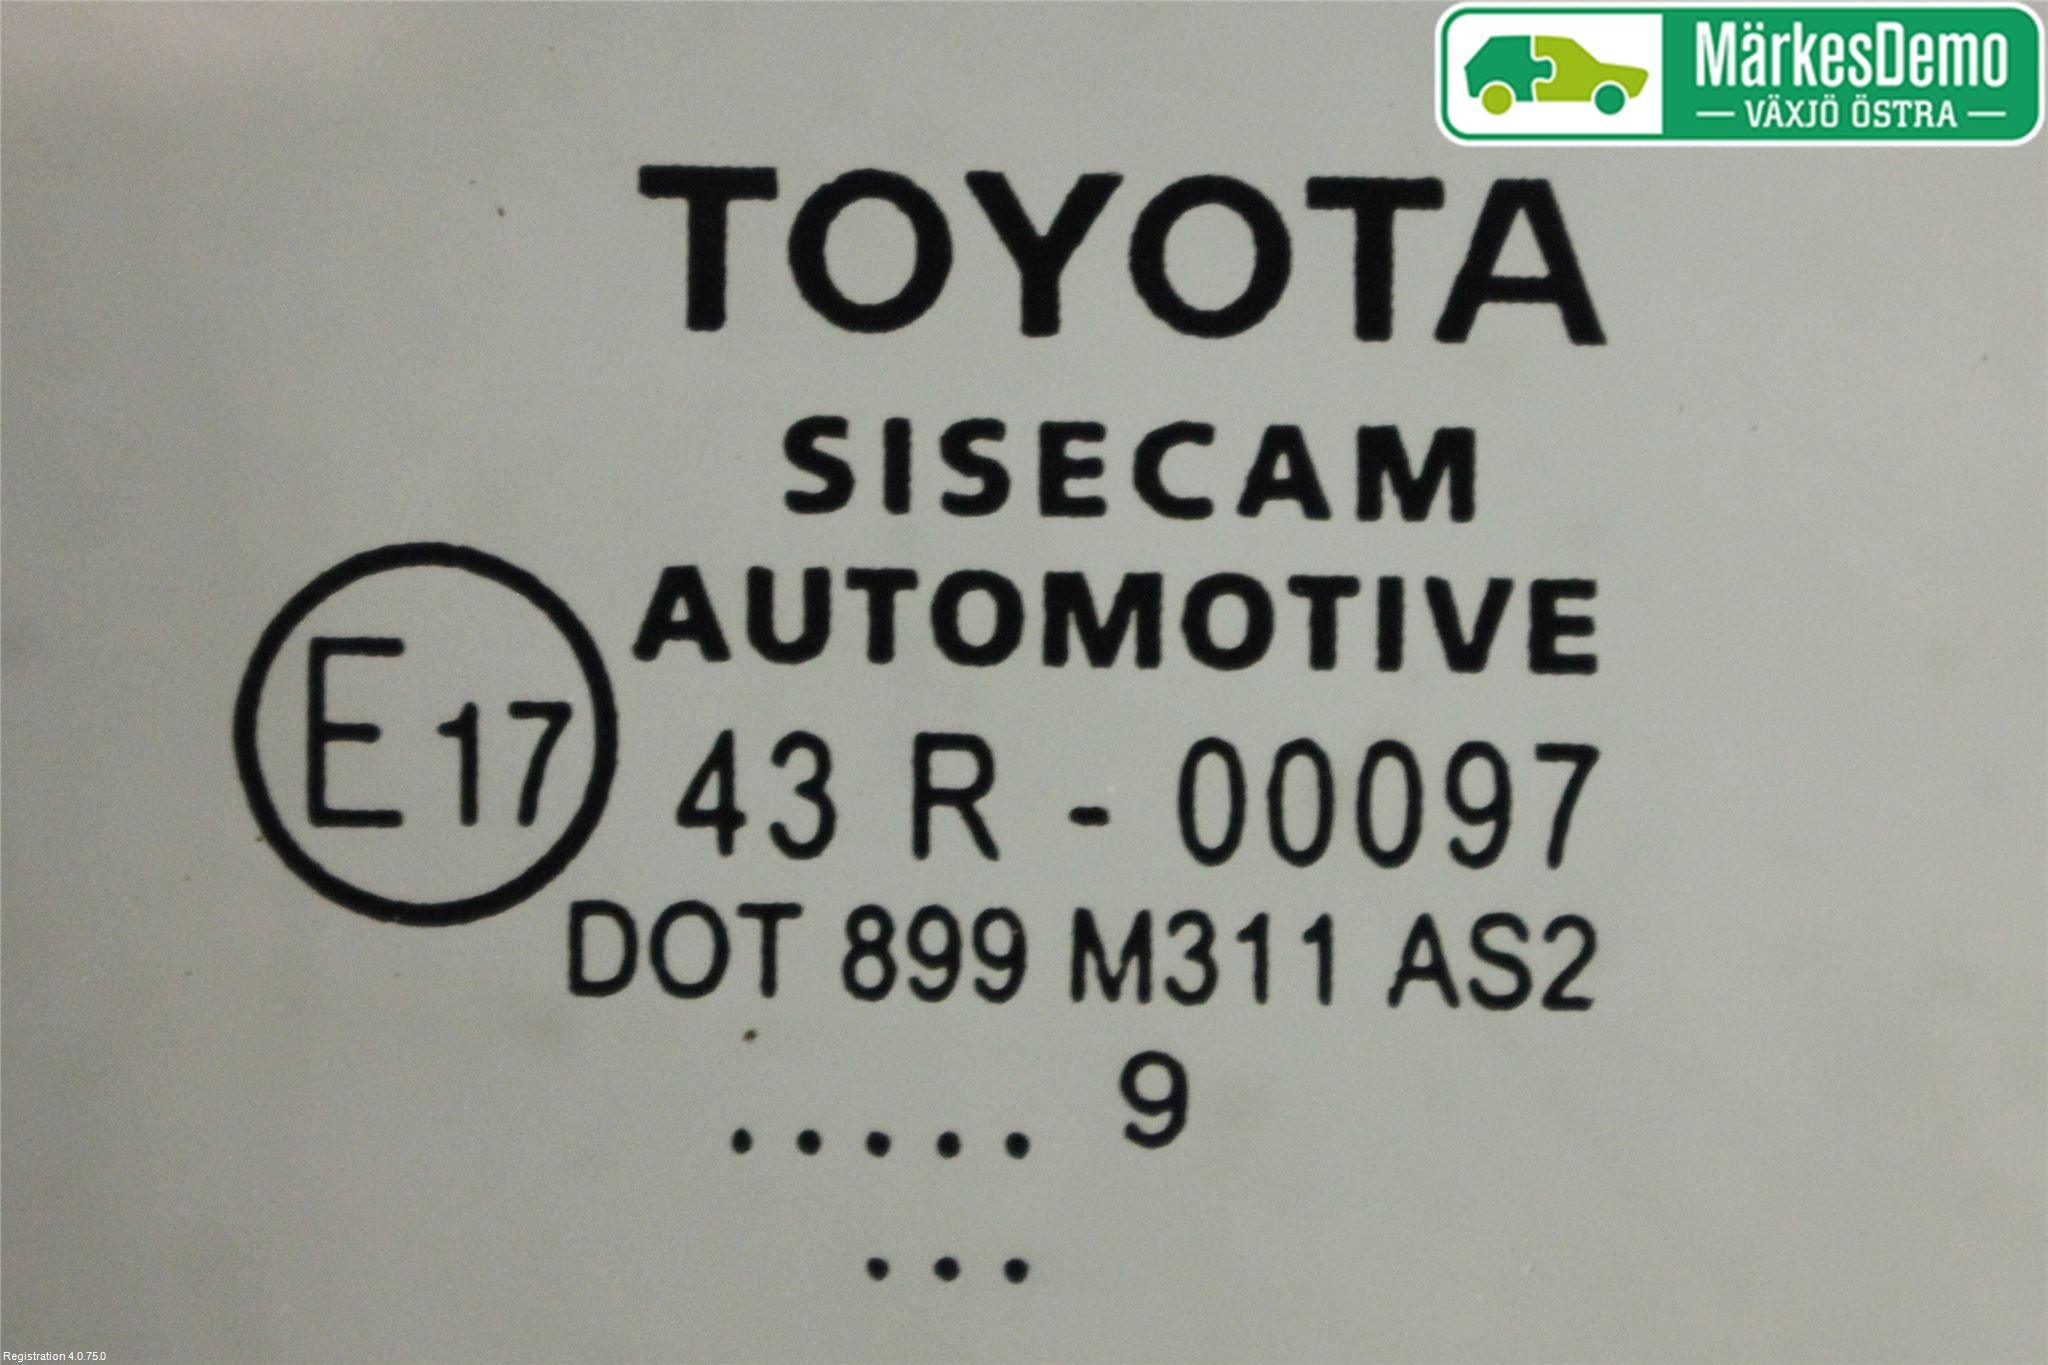 MärkesDemo
VÄXJÖ ÖSTRA
TOYOTA
SISECAM
AUTOMOTIVE
E17 43 R - 00097
DOT 899 M311 AS2
..... 9
...
Registration 4.0.75.0